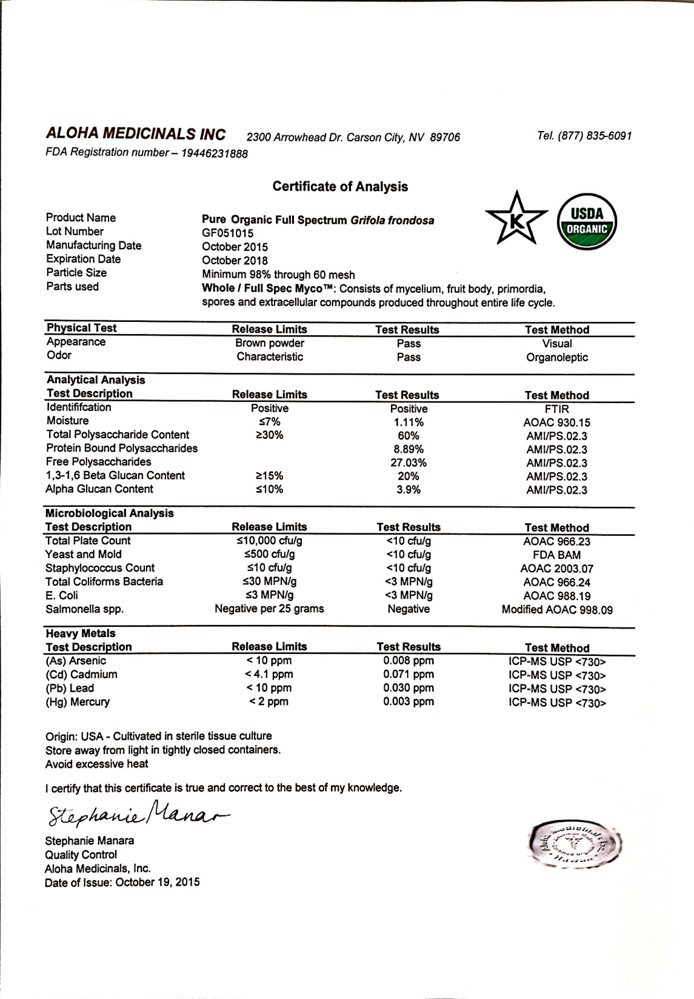 ALOHA MEDICINALS INC 2300 Arrowhead Dr. Carson City, NV 89706 Tel. (877) 835-6091
FDA Registration number – 19446231888
Certificate of Analysis
K
USDA
ORGANIC
Product Name Pure Organic Full Spectrum Grifola frondosa
Lot Number GF051015
Manufacturing Date October 2015
Expiration Date October 2018
Particle Size Minimum 98% through 60 mesh
Parts used Whole / Full Spec Myco™: Consists of mycelium, fruit body, primordia,
spores and extracellular compounds produced throughout entire life cycle.
Physical Test Release Limits Test Results Test Method
Appearance Brown powder Pass Visual
Odor Characteristic Pass Organoleptic
Analytical Analysis
Test Description Release Limits Test Results Test Method
Identififcation Positive Positive FTIR
Moisture ≤7% 1.11% AOAC 930.15
Total Polysaccharide Content ≥30% 60% AMI/PS.02.3
Protein Bound Polysaccharides 8.89% AMI/PS.02.3
Free Polysaccharides 27.03% AMI/PS.02.3
1,3-1,6 Beta Glucan Content ≥15% 20% AMI/PS.02.3
Alpha Glucan Content ≤10% 3.9% AMI/PS.02.3
Microbiological Analysis
Test Description Release Limits Test Results Test Method
Total Plate Count ≤10,000 cfu/g <10 cfu/g AOAC 966.23
Yeast and Mold ≤500 cfu/g <10 cfu/g FDA BAM
Staphylococcus Count ≤10 cfu/g <10 cfu/g AOAC 2003.07
Total Coliforms Bacteria ≤30 MPN/g <3 MPN/g AOAC 966.24
E. Coli ≤3 MPN/g <3 MPN/g AOAC 988.19
Salmonella spp. Negative per 25 grams Negative Modified AOAC 998.09
Heavy Metals
Test Description Release Limits Test Results Test Method
(As) Arsenic < 10 ppm 0.008 ppm ICP-MS USP <730>
(Cd) Cadmium < 4.1 ppm 0.071 ppm ICP-MS USP <730>
(Pb) Lead < 10 ppm 0.030 ppm ICP-MS USP <730>
(Hg) Mercury < 2 ppm 0.003 ppm ICP-MS USP <730>
Origin: USA - Cultivated in sterile tissue culture
Store away from light in tightly closed containers.
Avoid excessive heat
I certify that this certificate is true and correct to the best of my knowledge.
Stephanie Manar
Stephanie Manara
Quality Control
Aloha Medicinals, Inc.
Date of Issue: October 19, 2015
Aloha Medicinals Inc.